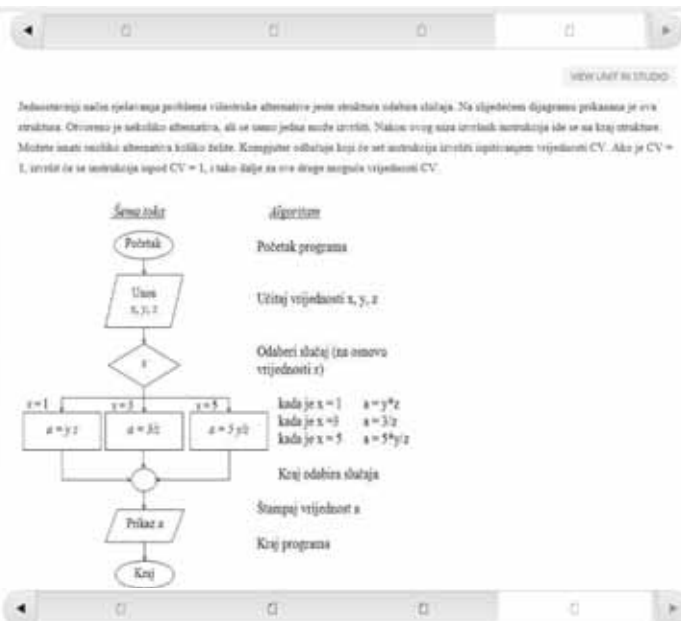 VIEW UNIT IN STUDIO
Jednostavniji način rješavanja problema višestruke alternative jeste struktura odabira slučaja. Na slijedećem dijagramu prikazana je ova
struktura. Otvoreno je nekoliko alternativa, ali se samo jedna može izvršiti. Nakon ovog niza izvršnih instrukcija ide se na kraj strukture.
Možete imati onoliko alternativa koliko želite. Kompjuter odlučuje koji će set instrukcija izvršiti ispitivanjem vrijednosti CV. Ako je CV =
1, izvršit će se instrukcija ispod CV = 1, i tako dalje za sve druge moguće vrijednosti CV.
Šema toka
Algoritam
Početak
Početak programa
Unos
x, y, z
Učitaj vrijednosti x, y, z
x
Odaberi slučaj (na osnovu
vrijednosti x)
x=1
x=3
x=5
a = y z
a = 3/z
a = 5 y/z
kada je x = 1 a = y*z
kada je x =3 a = 3/z
kada je x = 5 a = 5*y/z
Kraj odabira slučaja
Prikaz a
Štampaj vrijednost a
Kraj
Kraj programa